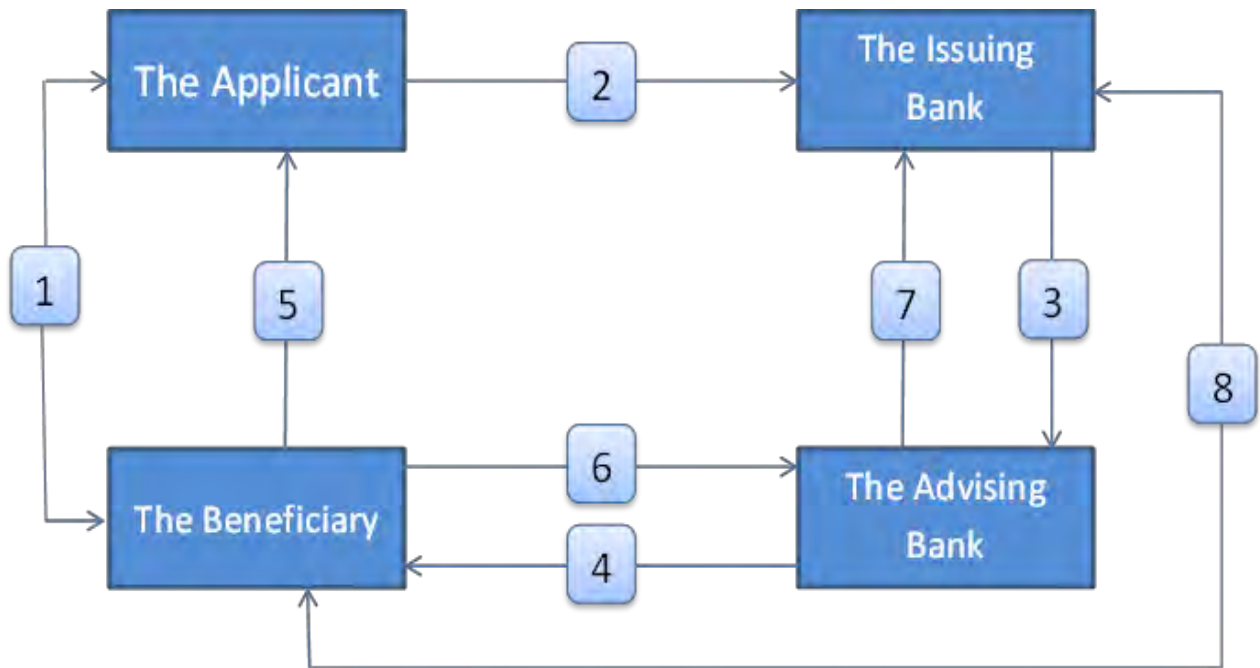 The Applicant
2
The Issuing
Bank
1
5
7
3
8
The Beneficiary
6
4
The Advising
Bank